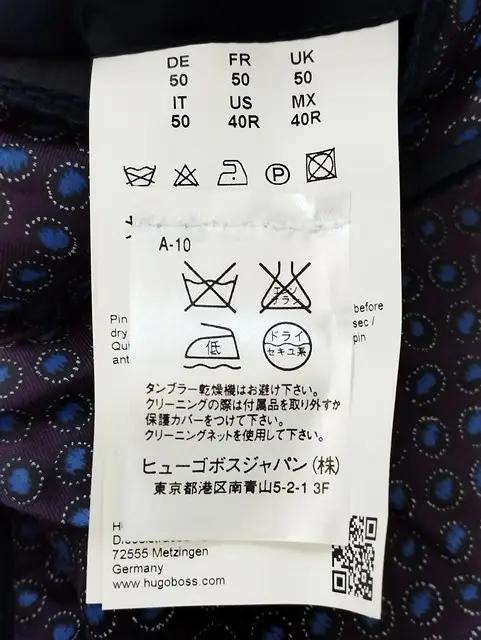 DE FR UK
50 50 50
IT US MX
50 40R 40R
P
A-10
エンソ
サラシ
低
ドライ
セキユ系
Pin
dry
Qui
ant
before
sec /
pin
タンブラー乾燥機はお避け下さい。
クリーニングの際は付属品を取り外すか
保護カバーをつけて下さい。
クリーニングネットを使用して下さい。
ヒューゴボスジャパン(株)
東京都港区南青山5-2-1 3F
72555 Metzingen
Germany
www.hugoboss.com